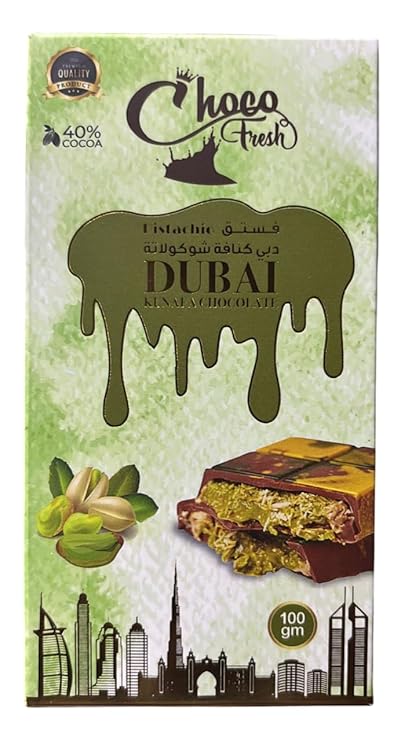 PREMIUM
QUALITY
PRODUCT
Choco
Fresh
40%
COCOA
Pistachio فستق
دبي كنافة شوكولاتة
DUBAI
KUNAFA CHOCOLATE
100
gm